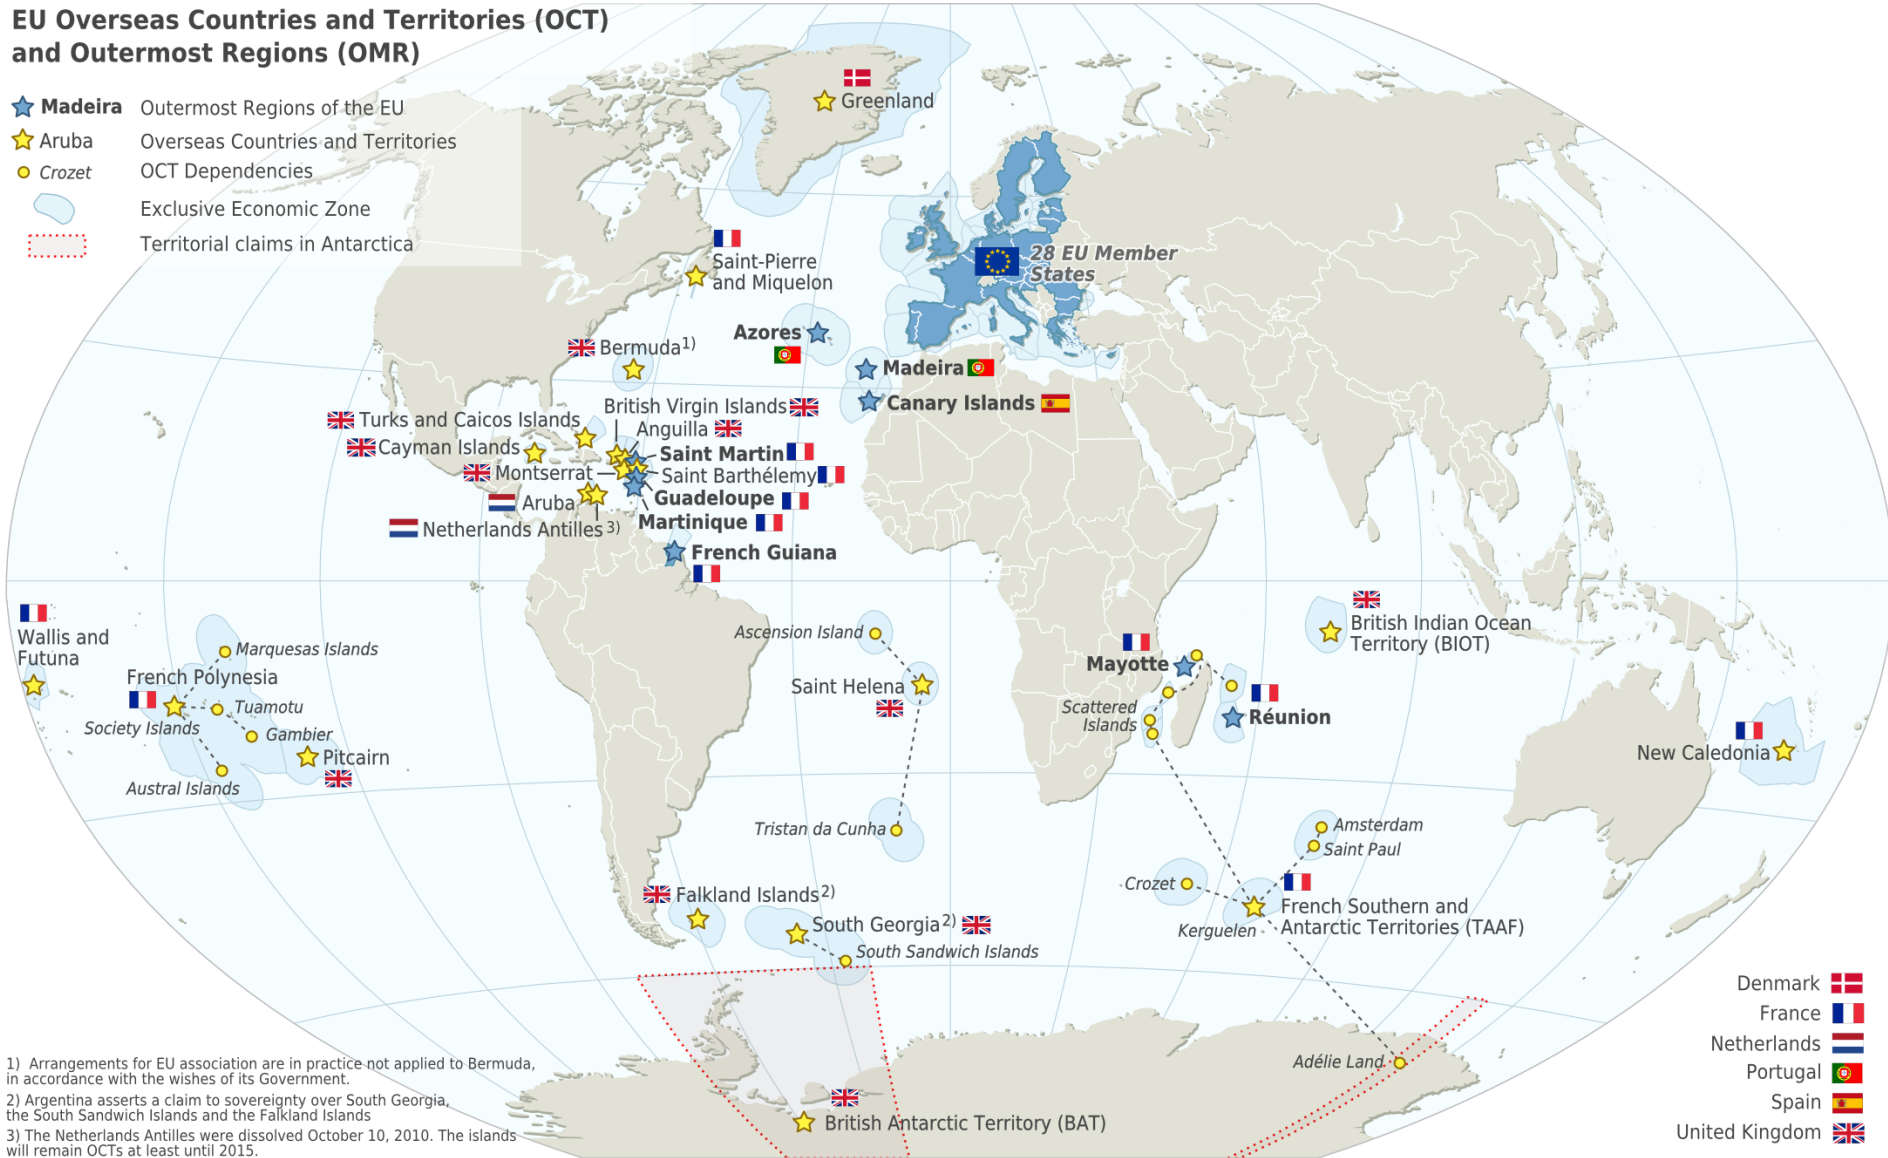 EU Overseas Countries and Territories (OCT)
and Outermost Regions (OMR)
Madeira Outermost Regions of the EU
Aruba Overseas Countries and Territories
Crozet OCT Dependencies
Exclusive Economic Zone
Territorial claims in Antarctica
Greenland
28 EU Member
States
Saint-Pierre
and Miquelon
Azores
Bermuda1)
Madeira
Canary Islands
British Virgin Islands
Turks and Caicos Islands
Anguilla
Cayman Islands
Saint Martin
Montserrat
Saint Barthélemy
Aruba
Guadeloupe
Netherlands Antilles3)
Martinique
French Guiana
Wallis and
Futuna
Marquesas Islands
French Polynesia
Tuamotu
Society Islands
Gambier
Pitcairn
Austral Islands
Ascension Island
Saint Helena
Tristan da Cunha
British Indian Ocean
Territory (BIOT)
Mayotte
Scattered
Islands
Réunion
New Caledonia
Amsterdam
Saint Paul
Crozet
French Southern and
Antarctic Territories (TAAF)
Kerguelen
Falkland Islands2)
South Georgia2)
South Sandwich Islands
Adélie Land
British Antarctic Territory (BAT)
Denmark
France
Netherlands
Portugal
Spain
United Kingdom
1) Arrangements for EU association are in practice not applied to Bermuda,
in accordance with the wishes of its Government.
2) Argentina asserts a claim to sovereignty over South Georgia,
the South Sandwich Islands and the Falkland Islands
3) The Netherlands Antilles were dissolved October 10, 2010. The islands
will remain OCTs at least until 2015.